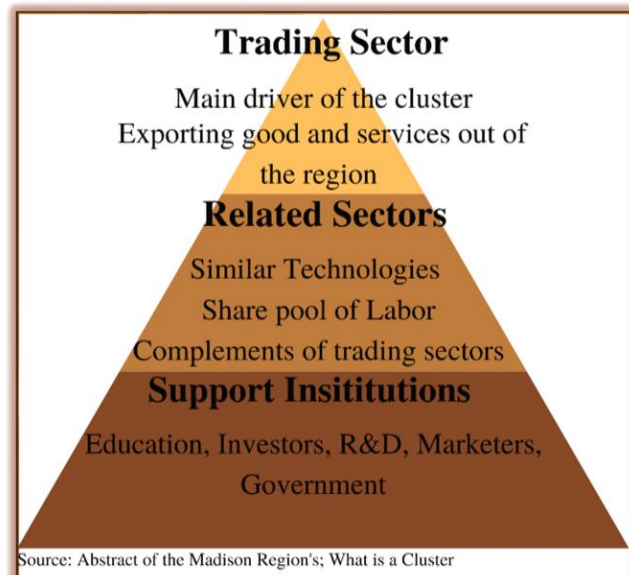 Trading Sector
Main driver of the cluster
Exporting good and services out of
the region
Related Sectors
Similar Technologies
Share pool of Labor
Complements of trading sectors
Support Insititutions
Education, Investors, R&D, Marketers,
Government
Source: Abstract of the Madison Region's; What is a Cluster